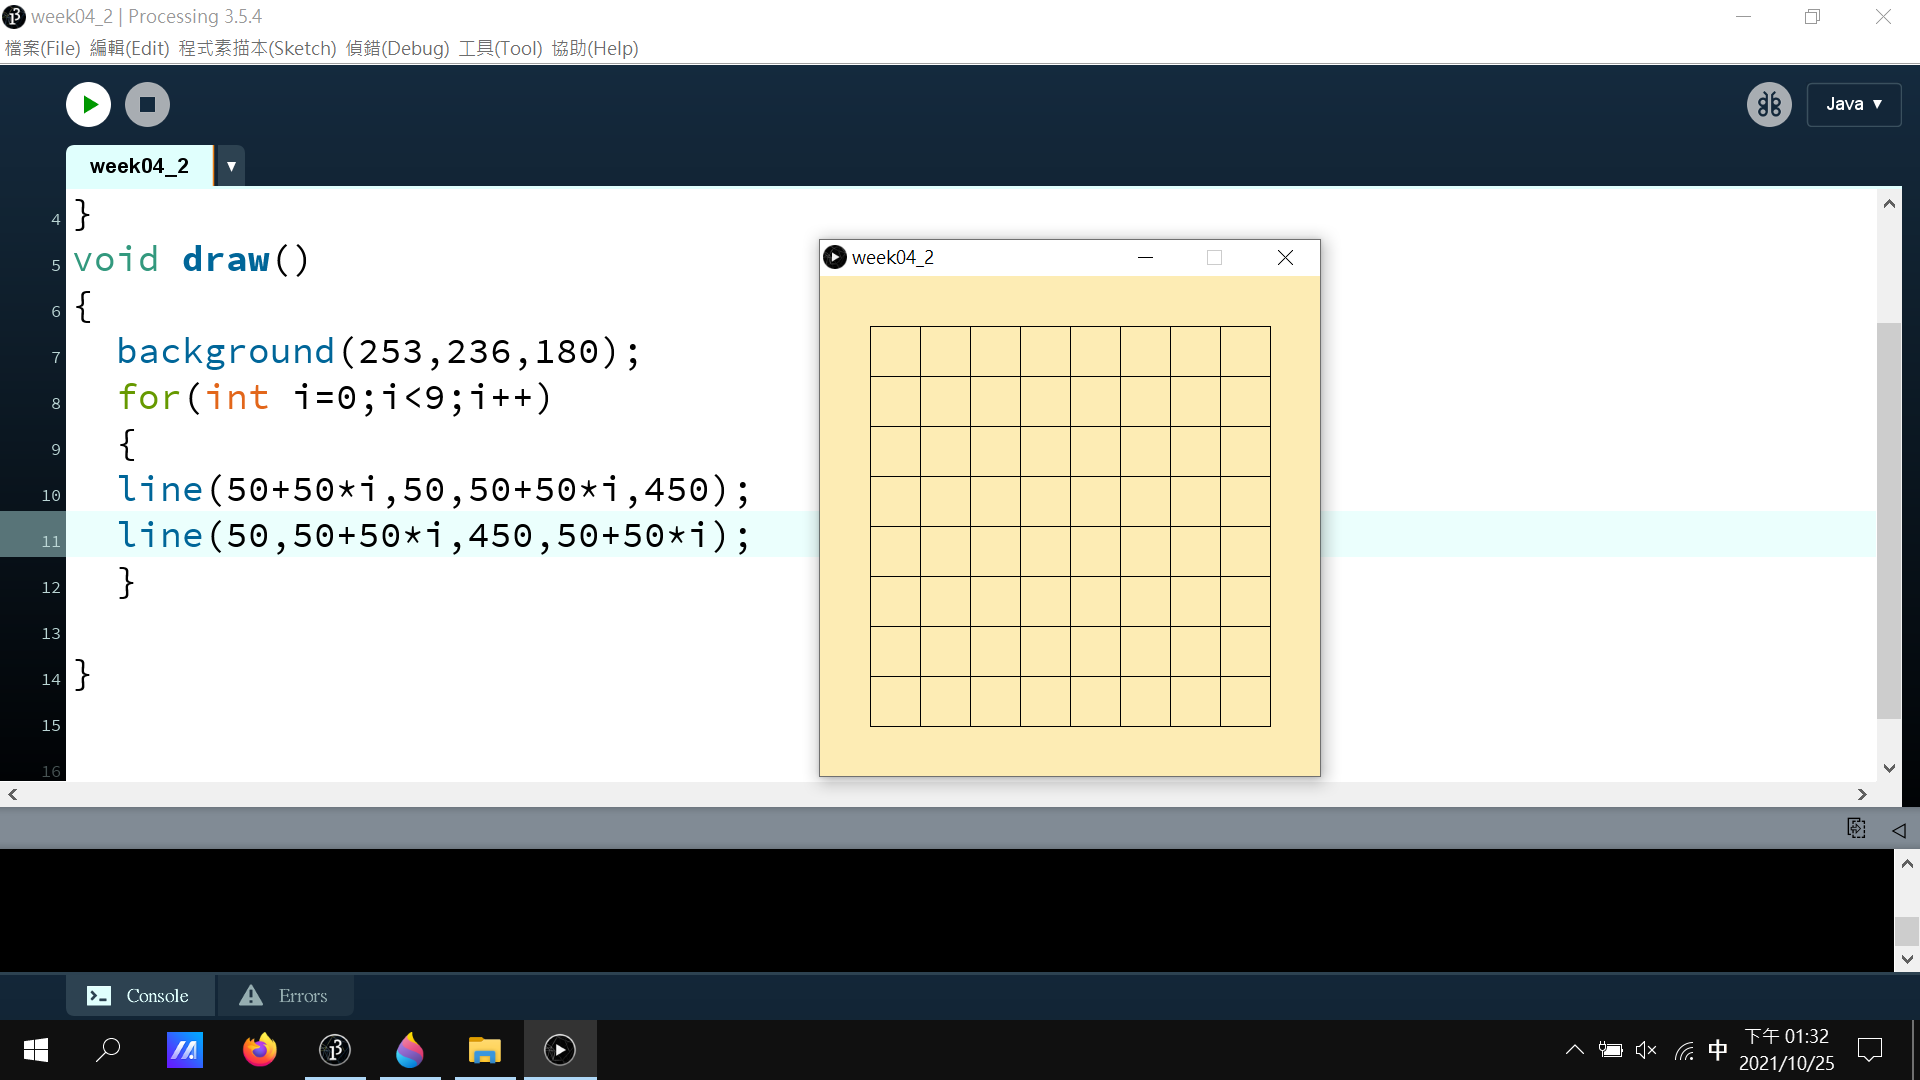 week04_2 | Processing 3.5.4
檔案(File) 編輯(Edit) 程式素描本(Sketch) 偵錯(Debug) 工具(Tool) 協助(Help)
Java ▼
week04_2 ▼
4 }
5 void draw()
6 {
7 background(253,236,180);
8 for(int i=0;i<9;i++)
9 {
10 line(50+50*i,50,50+50*i,450);
11 line(50,50+50*i,450,50+50*i);
12 }
13
14 }
15
16
week04_2
Console Errors
中
下午 01:32
2021/10/25